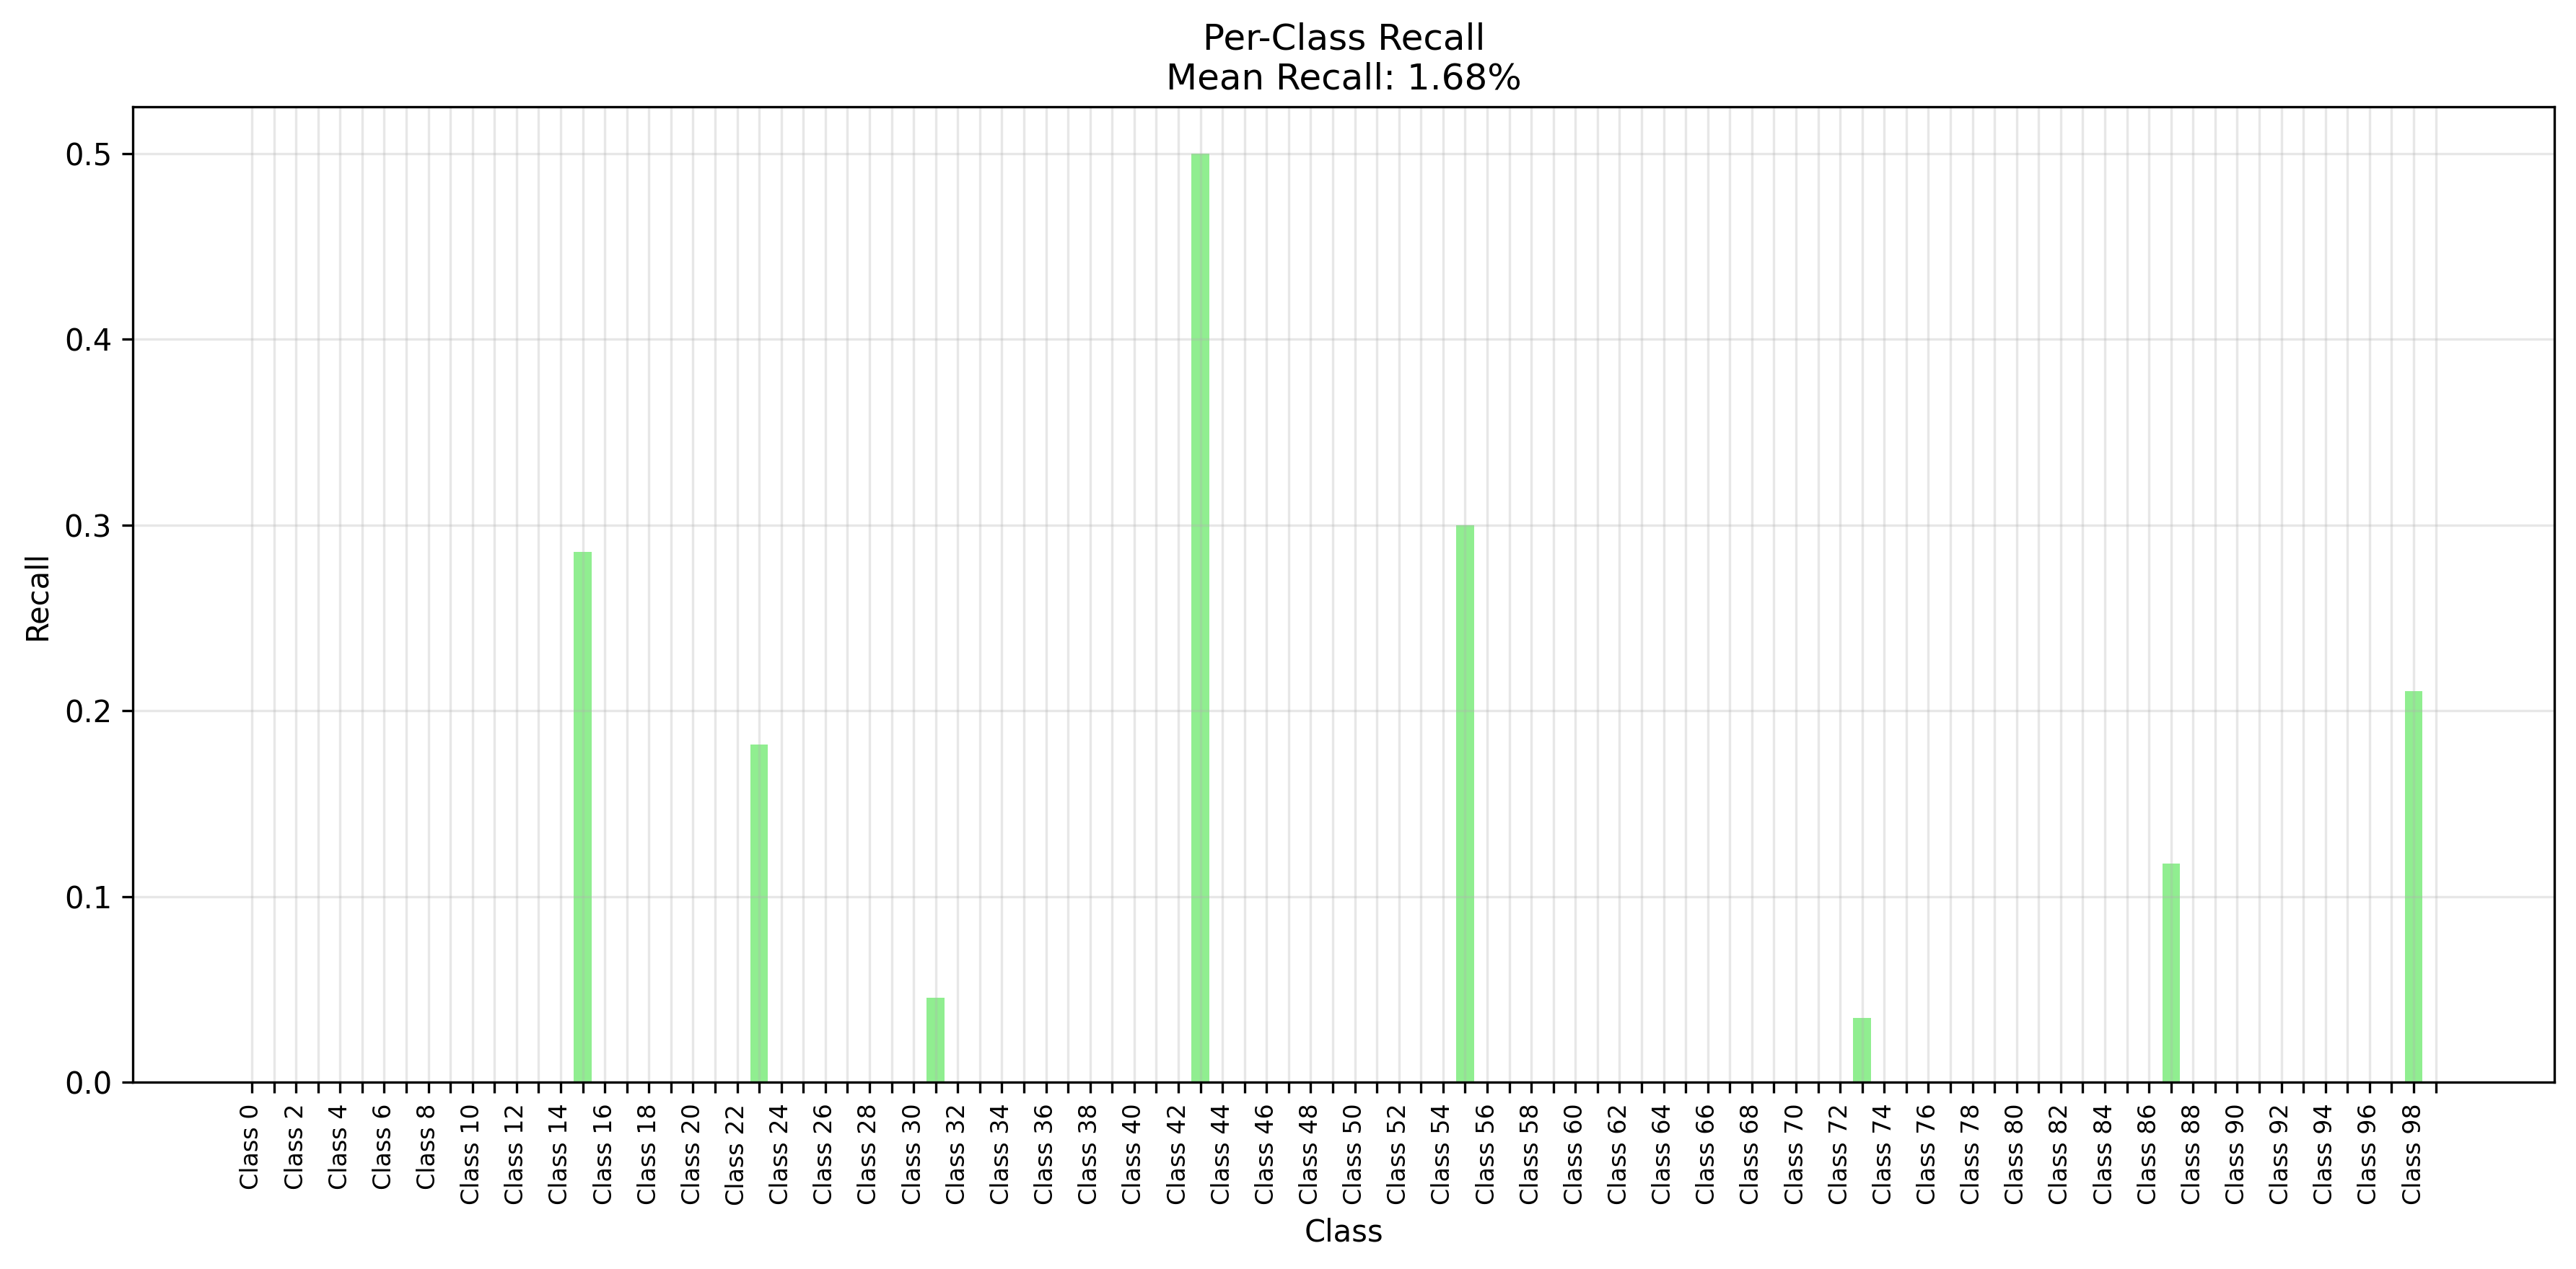 Per-Class Recall
Mean Recall: 1.68%
Recall
0.5
0.4
0.3
0.2
0.1
0.0
Class 0
Class 2
Class 4
Class 6
Class 8
Class 10
Class 12
Class 14
Class 16
Class 18
Class 20
Class 22
Class 24
Class 26
Class 28
Class 30
Class 32
Class 34
Class 36
Class 38
Class 40
Class 42
Class 44
Class 46
Class 48
Class 50
Class 52
Class 54
Class 56
Class 58
Class 60
Class 62
Class 64
Class 66
Class 68
Class 70
Class 72
Class 74
Class 76
Class 78
Class 80
Class 82
Class 84
Class 86
Class 88
Class 90
Class 92
Class 94
Class 96
Class 98
Class